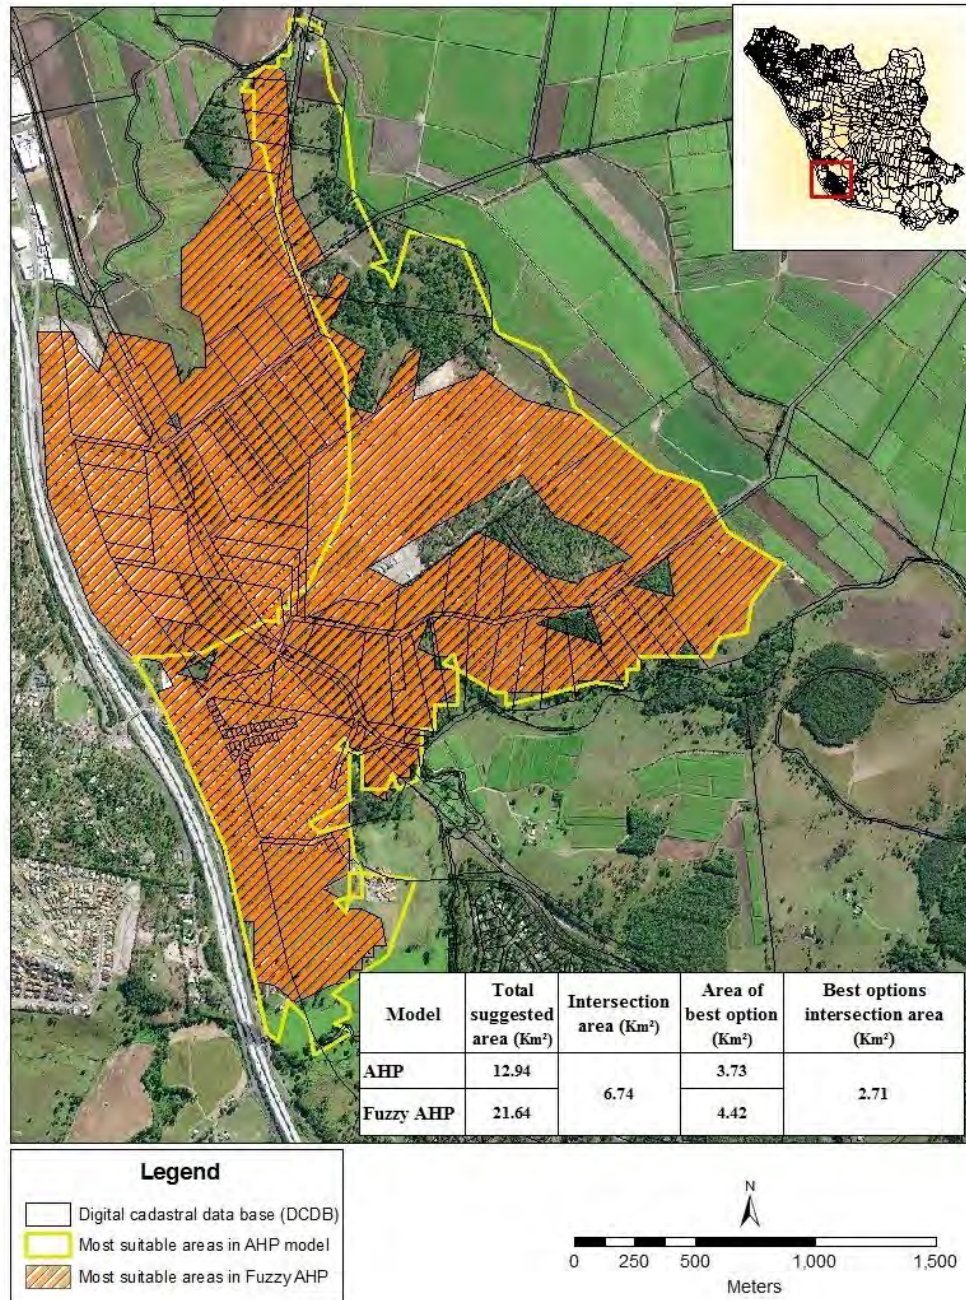 Model
Total suggested area (Km²)
Intersection area (Km²)
Area of best option (Km²)
Best options intersection area (Km²)
AHP
12.94
6.74
3.73
2.71
Fuzzy AHP
21.64
4.42
Legend
Digital cadastral data base (DCDB)
Most suitable areas in AHP model
Most suitable areas in Fuzzy AHP
N
0 250 500 1,000 1,500
Meters